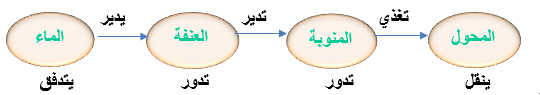 يدير
تدير
تغذي
الماء
العنفة
المنوبة
المحول
يتدفق
تدور
تدور
ينقل